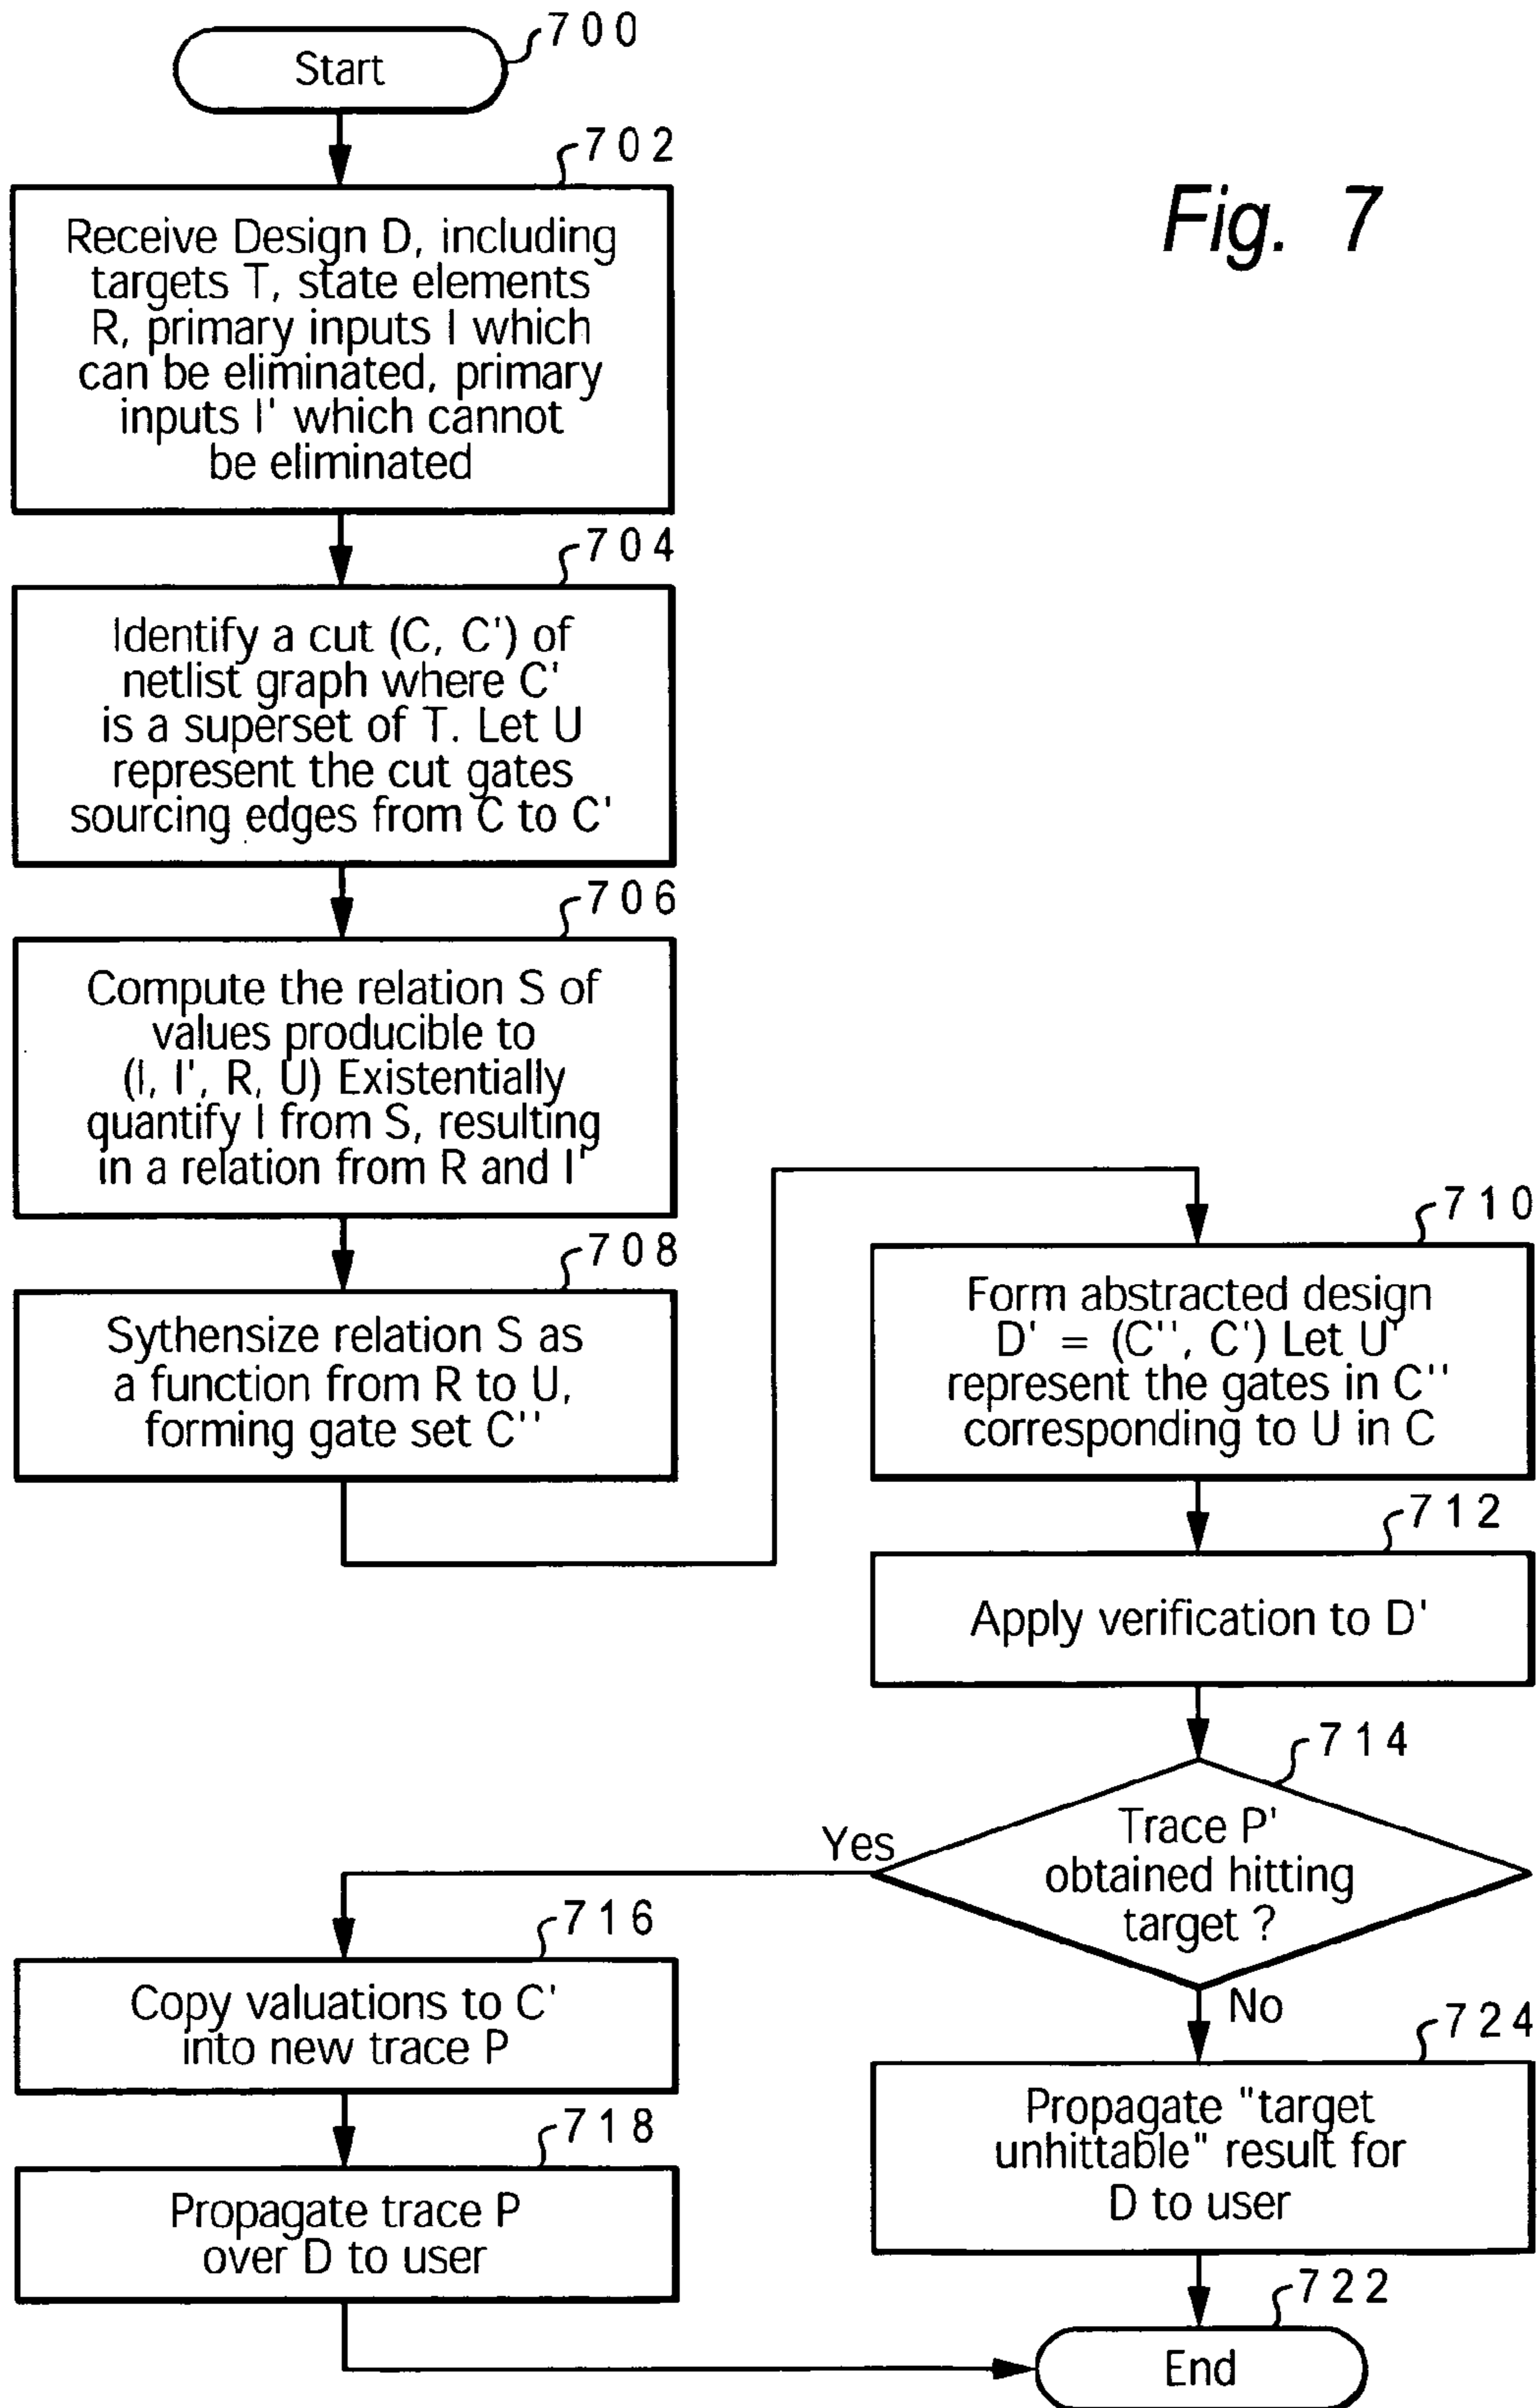 700
Start
702
Fig. 7
Receive Design D, including
targets T, state elements
R, primary inputs I which
can be eliminated, primary
inputs I' which cannot
be eliminated
704
Identify a cut (C, C') of
netlist graph where C'
is a superset of T. Let U
represent the cut gates
sourcing edges from C to C'
706
Compute the relation S of
values producible to
(I, I', R, U) Existentially
quantify I from S, resulting
in a relation from R and I'
708
Sythensize relation S as
a function from R to U,
forming gate set C''
710
Form abstracted design
D' = (C'', C') Let U'
represent the gates in C''
corresponding to U in C
712
Apply verification to D'
714
Trace P'
obtained hitting
target ?
Yes
No
716
Copy valuations to C'
into new trace P
718
Propagate trace P
over D to user
724
Propagate "target
unhittable" result for
D to user
722
End